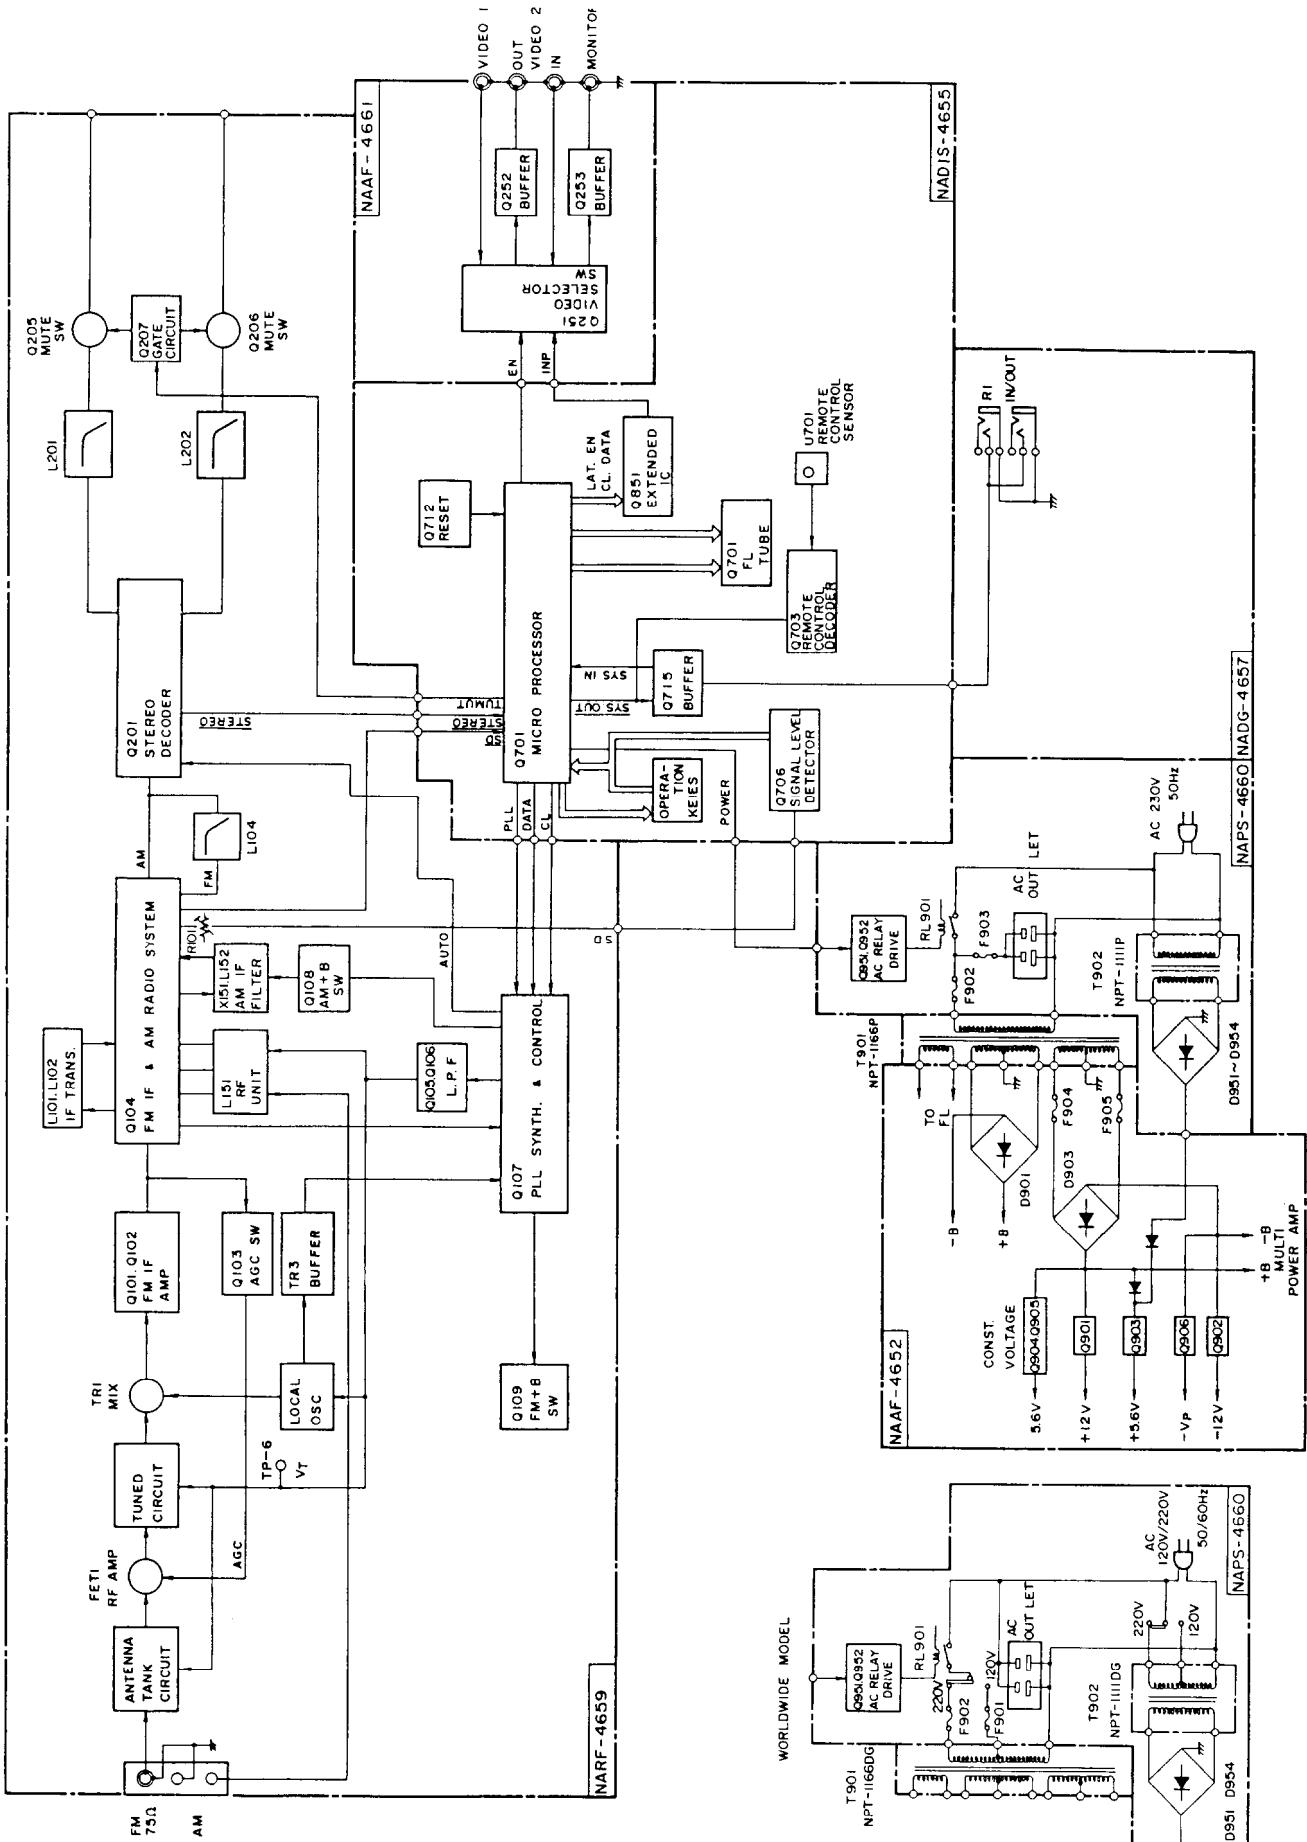 FM
75Ω
AM
ANTENNA
TANK
CIRCUIT
FET1
RF AMP
TUNED
CIRCUIT
TR1
MIX
Q101.Q102
FM IF
AMP
AGC
Q103
AGC SW
TP-6
VT
LOCAL
OSC
TR3
BUFFER
L101.L102
IF TRANS.
Q104
FM IF & AM RADIO SYSTEM
L151
RF
UNIT
X151.L152
AM IF
FILTER
R101
Q108
AM+B
SW
Q105.Q106
L.P.F
AM
FM
L104
AUTO
SD
Q109
FM+B
SW
Q107
PLL SYNTH. & CONTROL
PLL
DATA
CL
NARF-4659
Q201
STEREO
DECODER
STEREO
L201
L202
Q205
MUTE
SW
Q207
GATE
CIRCUIT
Q206
MUTE
SW
NAAF-4661
TUMUT
STEREO
SD
Q701
MICRO PROCESSOR
Q712
RESET
EN
INP
LAT. EN
CL. DATA
Q851
EXTENDED
IC
Q251
VIDEO
SELECTOR
SW
Q252
BUFFER
Q253
BUFFER
VIDEO 1
OUT
VIDEO 2
IN
MONITOR
Q701
FL
TUBE
U701
REMOTE
CONTROL
SENSOR
Q703
REMOTE
CONTROL
DECODER
SYS IN
SYS OUT
Q715
BUFFER
OPERA-
TION
KEIES
Q706
SIGNAL LEVEL
DETECTOR
POWER
NADIS-4655
RI
IN/OUT
NADG-4657
NAPS-4660
Q951.Q952
AC RELAY
DRIVE
RL901
F902
F903
AC
OUT LET
AC 230V
50Hz
T902
NPT-1111P
D951~D954
T901
NPT-1166P
TO
FL
-B
+B
D901
F904
F905
D903
CONST.
VOLTAGE
Q904.Q905
Q901
Q903
Q906
Q902
5.6V
+12V
+5.6V
-VP
-12V
+B
-B
MULTI
POWER AMP
NAAF-4652
WORLDWIDE MODEL
Q951.Q952
AC RELAY
DRIVE
RL901
220V
120V
F902
F901
AC
OUT LET
T901
NPT-1166DG
T902
NPT-1111DG
220V
120V
AC
120V/220V
50/60Hz
D951
D954
NAPS-4660